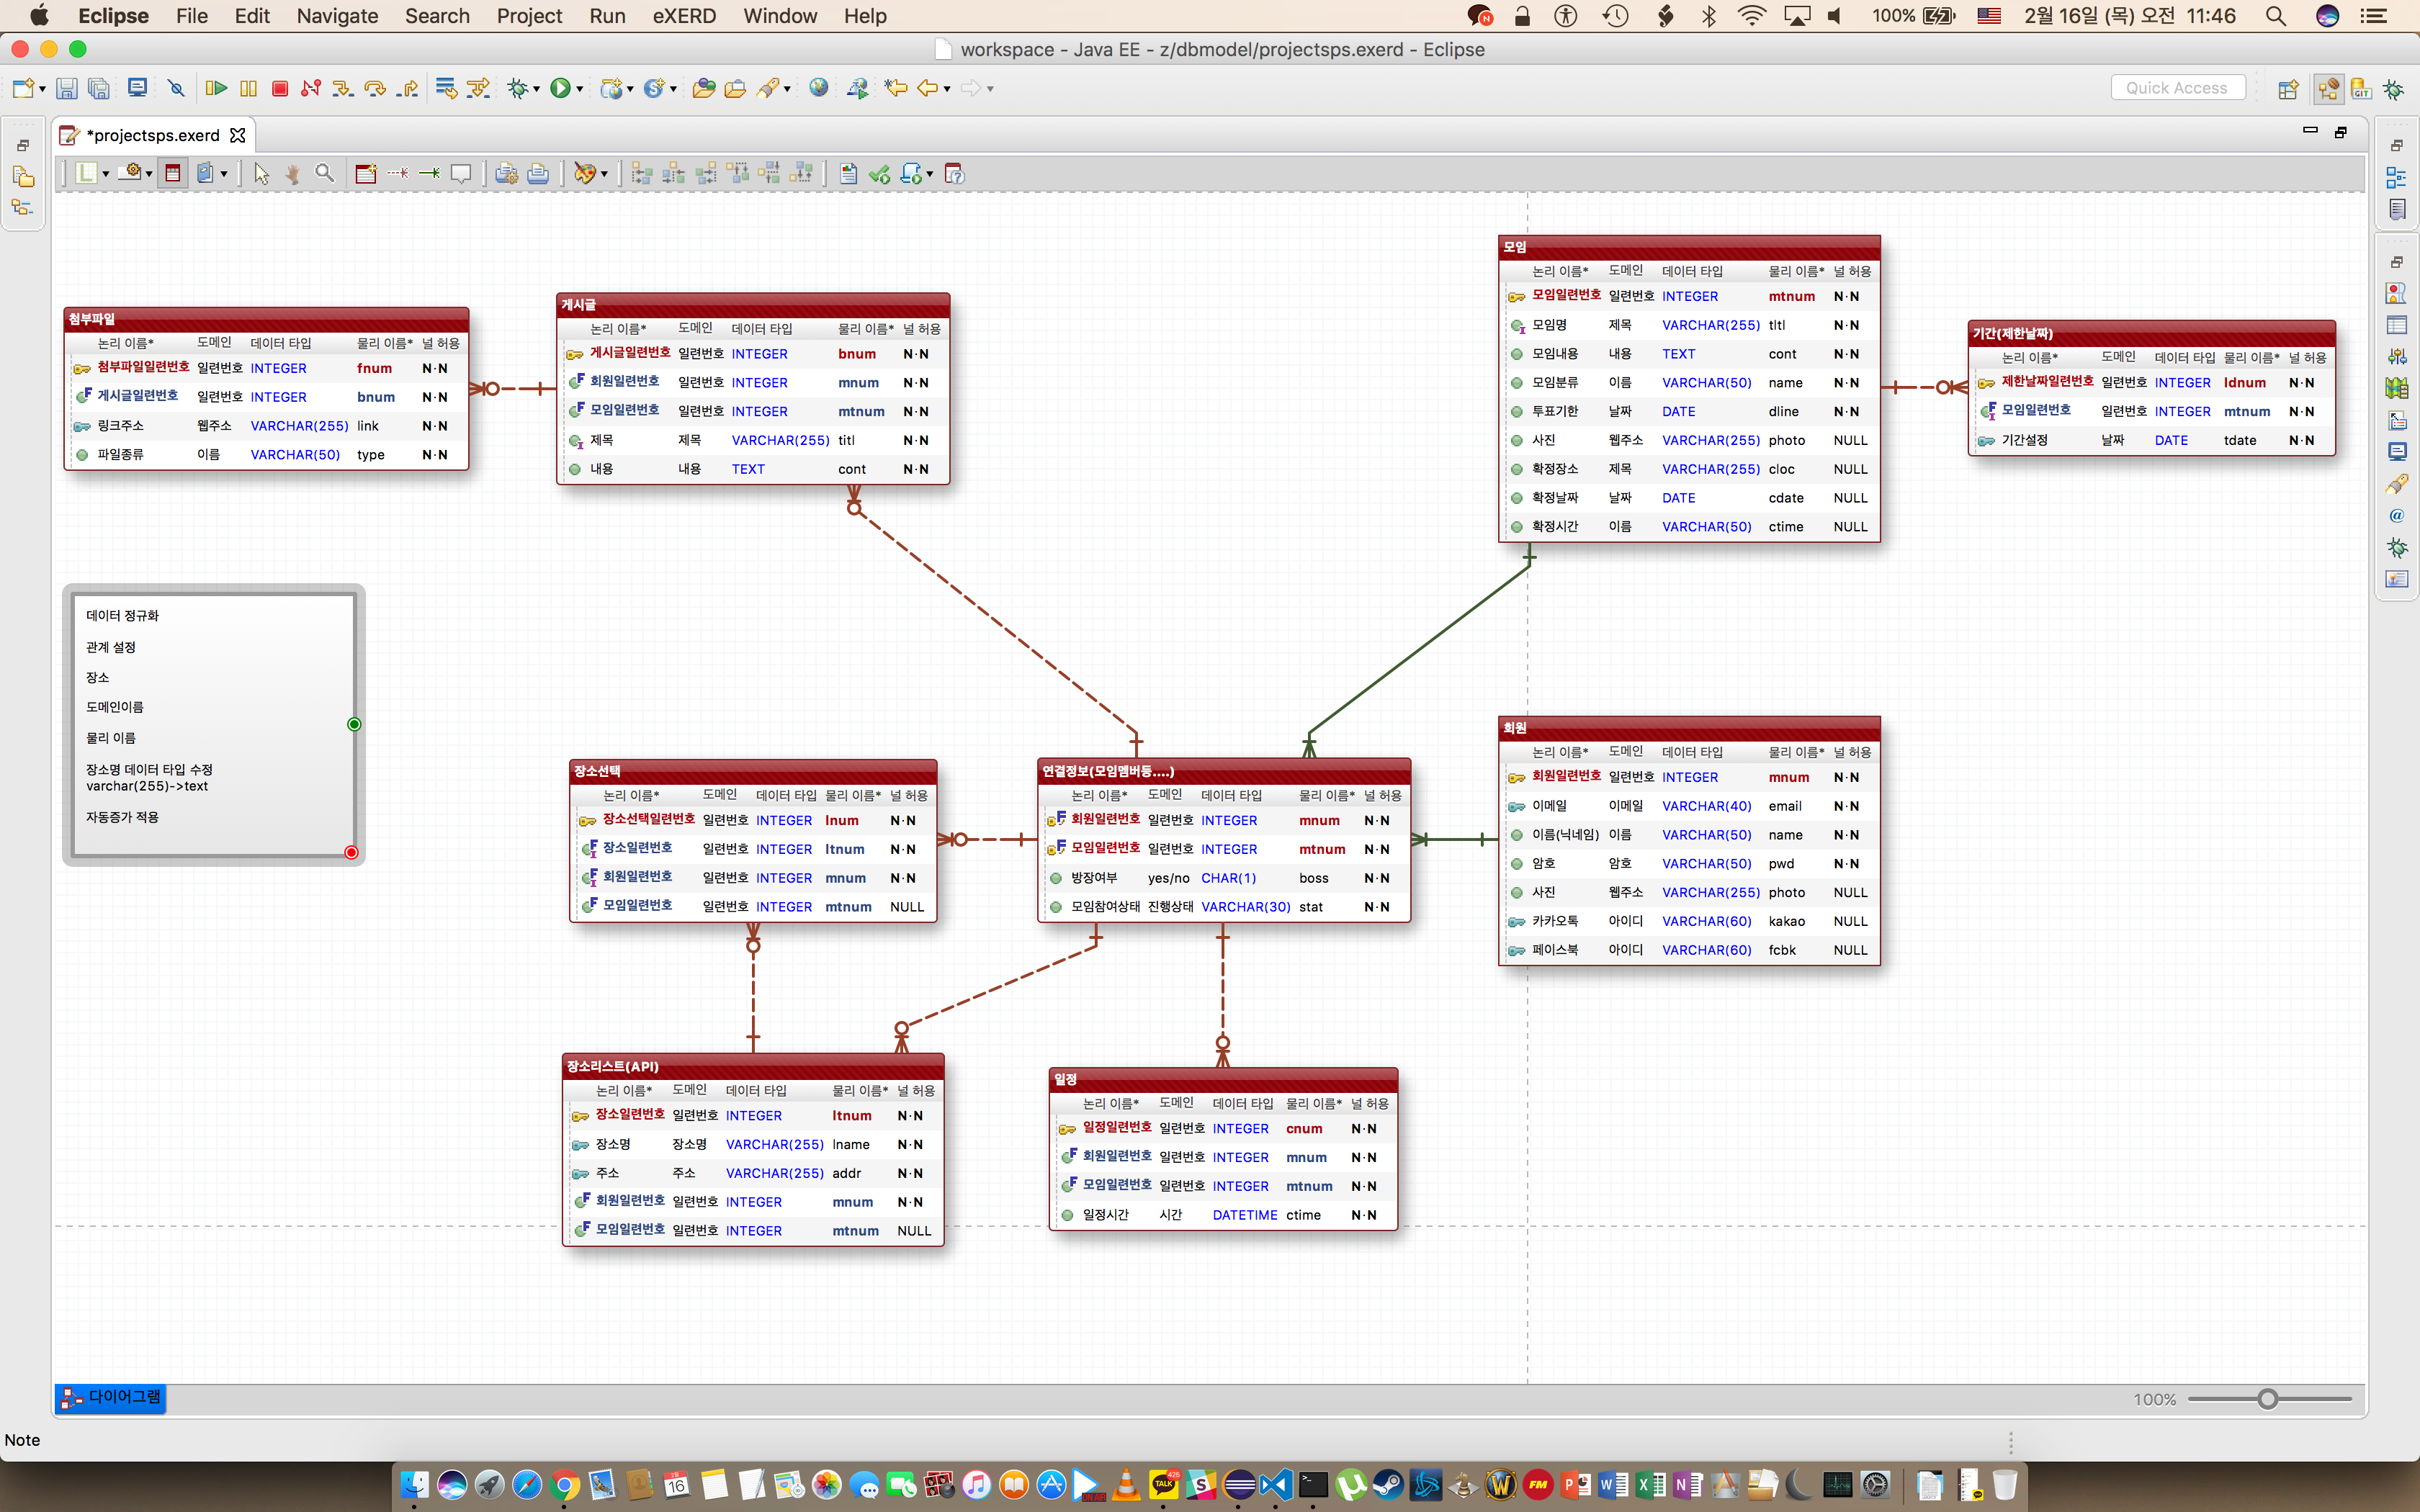 Eclipse File Edit Navigate Search Project Run eXERD Window Help 100% 2월 16일 (목) 오전 11:46
workspace - Java EE - z/dbmodel/projectsps.exerd - Eclipse
Quick Access
*projectsps.exerd
모임
논리 이름* 도메인 데이터 타입 물리 이름* 널 허용
모임일련번호 일련번호 INTEGER mtnum N·N
모임명 제목 VARCHAR(255) titl N·N
모임내용 내용 TEXT cont N·N
모임분류 이름 VARCHAR(50) name N·N
투표기한 날짜 DATE dline N·N
사진 웹주소 VARCHAR(255) photo NULL
확정장소 제목 VARCHAR(255) cloc NULL
확정날짜 날짜 DATE cdate NULL
확정시간 이름 VARCHAR(50) ctime NULL
게시글
논리 이름* 도메인 데이터 타입 물리 이름* 널 허용
게시글일련번호 일련번호 INTEGER bnum N·N
회원일련번호 일련번호 INTEGER mnum N·N
모임일련번호 일련번호 INTEGER mtnum N·N
제목 제목 VARCHAR(255) titl N·N
내용 내용 TEXT cont N·N
첨부파일
논리 이름* 도메인 데이터 타입 물리 이름* 널 허용
첨부파일일련번호 일련번호 INTEGER fnum N·N
게시글일련번호 일련번호 INTEGER bnum N·N
링크주소 웹주소 VARCHAR(255) link N·N
파일종류 이름 VARCHAR(50) type N·N
기간(제한날짜)
논리 이름* 도메인 데이터 타입 물리 이름* 널 허용
제한날짜일련번호 일련번호 INTEGER ldnum N·N
모임일련번호 일련번호 INTEGER mtnum N·N
기간설정 날짜 DATE tdate N·N
데이터 정규화
관계 설정
장소
도메인이름
물리 이름
장소명 데이터 타입 수정
varchar(255)->text
자동증가 적용
장소선택
논리 이름* 도메인 데이터 타입 물리 이름* 널 허용
장소선택일련번호 일련번호 INTEGER lnum N·N
장소일련번호 일련번호 INTEGER ltnum N·N
회원일련번호 일련번호 INTEGER mnum N·N
모임일련번호 일련번호 INTEGER mtnum NULL
연결정보(모임멤버등....)
논리 이름* 도메인 데이터 타입 물리 이름* 널 허용
회원일련번호 일련번호 INTEGER mnum N·N
모임일련번호 일련번호 INTEGER mtnum N·N
방장여부 yes/no CHAR(1) boss N·N
모임참여상태 진행상태 VARCHAR(30) stat N·N
회원
논리 이름* 도메인 데이터 타입 물리 이름* 널 허용
회원일련번호 일련번호 INTEGER mnum N·N
이메일 이메일 VARCHAR(40) email N·N
이름(닉네임) 이름 VARCHAR(50) name N·N
암호 암호 VARCHAR(50) pwd N·N
사진 웹주소 VARCHAR(255) photo NULL
카카오톡 아이디 VARCHAR(60) kakao NULL
페이스북 아이디 VARCHAR(60) fcbk NULL
장소리스트(API)
논리 이름* 도메인 데이터 타입 물리 이름* 널 허용
장소일련번호 일련번호 INTEGER ltnum N·N
장소명 장소명 VARCHAR(255) lname N·N
주소 주소 VARCHAR(255) addr N·N
회원일련번호 일련번호 INTEGER mnum N·N
모임일련번호 일련번호 INTEGER mtnum NULL
일정
논리 이름* 도메인 데이터 타입 물리 이름* 널 허용
일정일련번호 일련번호 INTEGER cnum N·N
회원일련번호 일련번호 INTEGER mnum N·N
모임일련번호 일련번호 INTEGER mtnum N·N
일정시간 시간 DATETIME ctime N·N
다이어그램
100%
Note